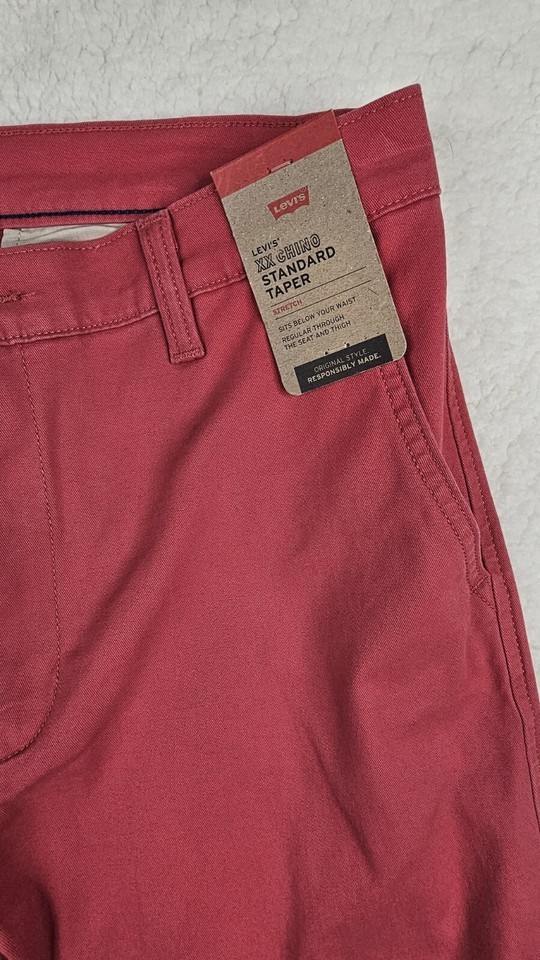 Levi's
LEVI'S®
XX CHINO
STANDARD
TAPER
STRETCH
SITS BELOW YOUR WAIST
REGULAR THROUGH
THE SEAT AND THIGH
ORIGINAL STYLE.
RESPONSIBLY MADE.